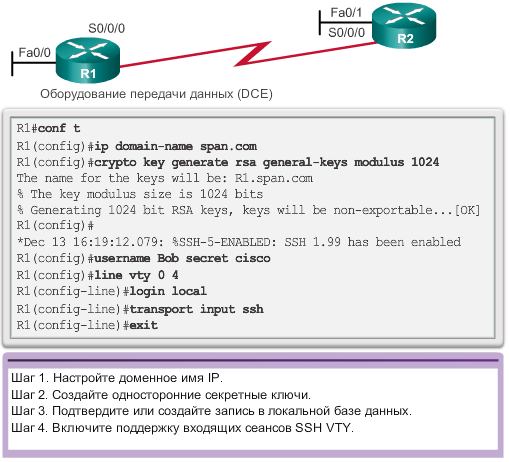 S0/0/0
Fa0/0
R1
Fa0/1
S0/0/0
R2
Оборудование передачи данных (DCE)
R1#conf t
R1(config)#ip domain-name span.com
R1(config)#crypto key generate rsa general-keys modulus 1024
The name for the keys will be: R1.span.com
% The key modulus size is 1024 bits
% Generating 1024 bit RSA keys, keys will be non-exportable...[OK]
R1(config)#
*Dec 13 16:19:12.079: %SSH-5-ENABLED: SSH 1.99 has been enabled
R1(config)#username Bob secret cisco
R1(config)#line vty 0 4
R1(config-line)#login local
R1(config-line)#transport input ssh
R1(config-line)#exit
Шаг 1. Настройте доменное имя IP.
Шаг 2. Создайте односторонние секретные ключи.
Шаг 3. Подтвердите или создайте запись в локальной базе данных.
Шаг 4. Включите поддержку входящих сеансов SSH VTY.